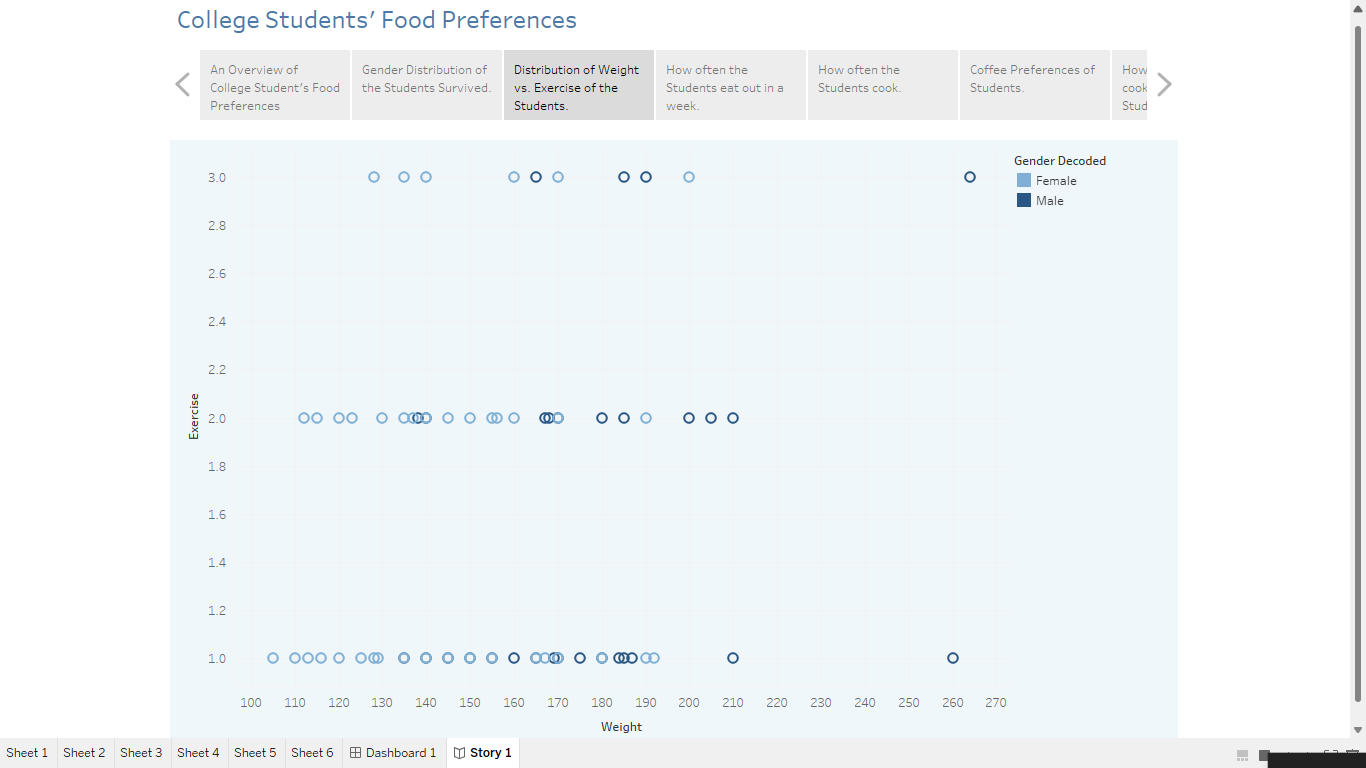 College Students' Food Preferences
An Overview of
College Student's Food
Preferences
Gender Distribution of
the Students Survived.
Distribution of Weight
vs. Exercise of the
Students.
How often the
Students eat out in a
week.
How often the
Students cook.
Coffee Preferences of
Students.
How
cook
Stud
Gender Decoded
Female
Male
3.0
2.8
2.6
2.4
2.2
2.0
1.8
1.6
1.4
1.2
1.0
Exercise
100 110 120 130 140 150 160 170 180 190 200 210 220 230 240 250 260 270
Weight
Sheet 1 Sheet 2 Sheet 3 Sheet 4 Sheet 5 Sheet 6 Dashboard 1 Story 1